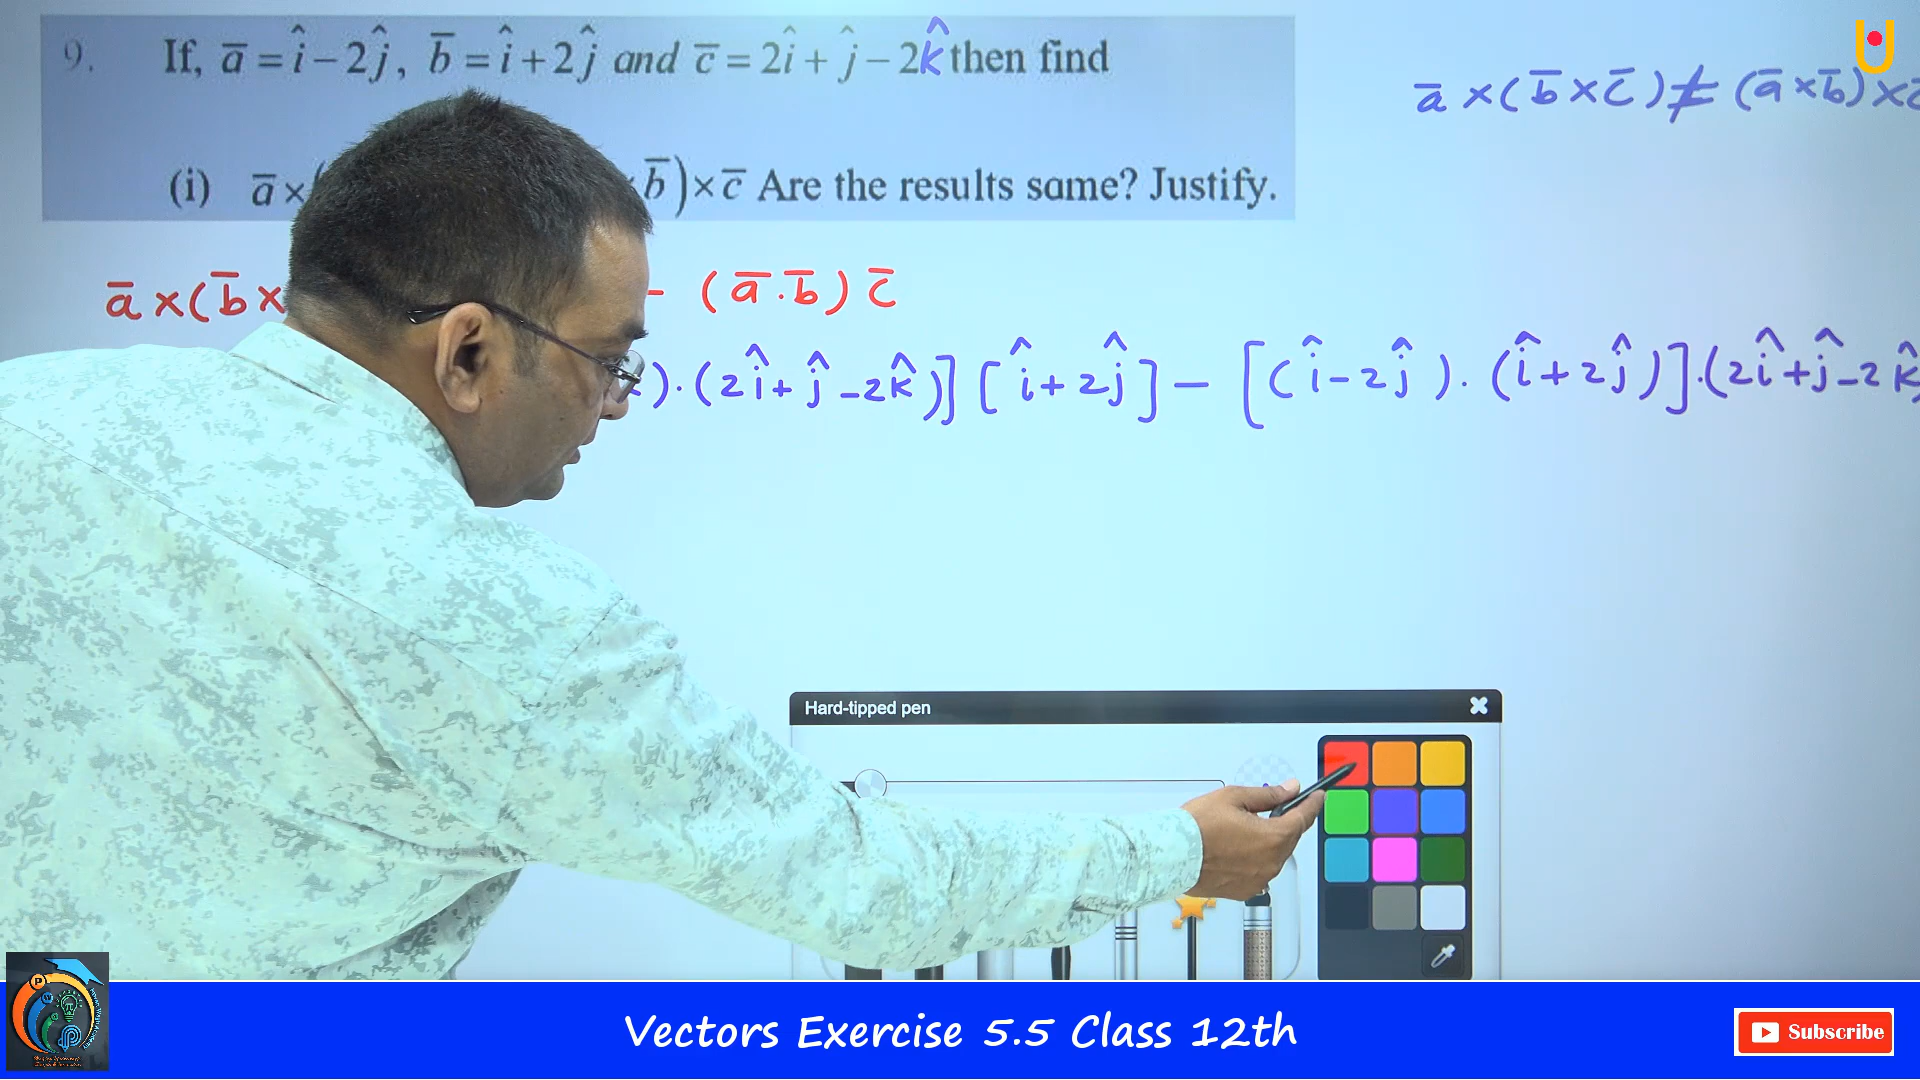 9. If, a̅ = î − 2ĵ, b̅ = î + 2ĵ and c̅ = 2î + ĵ − 2k̂ then find
a̅ × (b̅ × c̅) ≠ (a̅ × b̅) × c̅
(i) a̅ × ( b̅) × c̅ Are the results same? Justify.
a̅ × (b̅ × − (a̅ . b̅) c̅
) · (2î + ĵ − 2k̂)] [î + 2ĵ] − [(î − 2ĵ) · (î + 2ĵ)] · (2î + ĵ − 2k̂)
Hard-tipped pen
Vectors Exercise 5.5 Class 12th
Subscribe